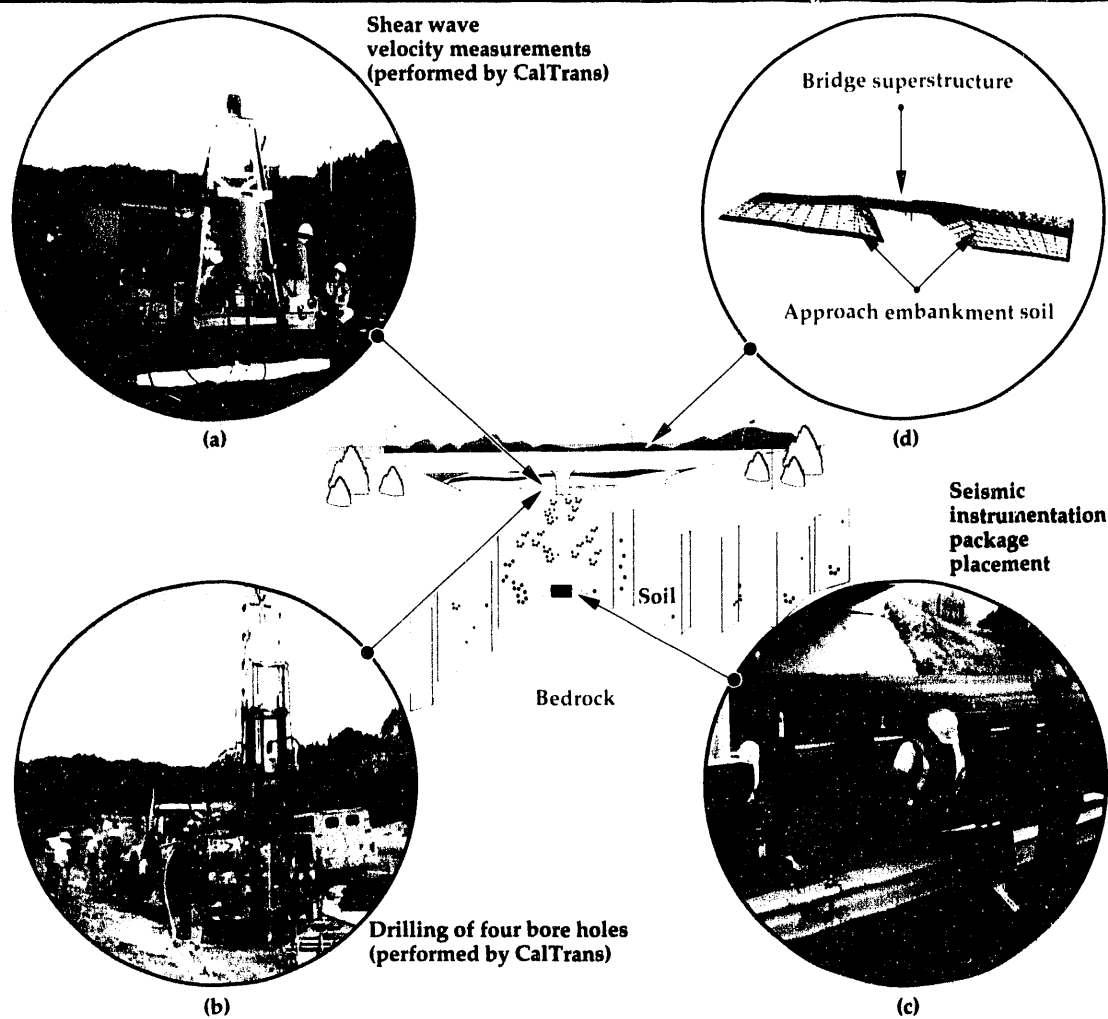 Shear wave
velocity measurements
(performed by CalTrans)
Bridge superstructure
Approach embankment soil
(a)
(d)
Seismic
instrumentation
package
placement
Soil
Bedrock
Drilling of four bore holes
(performed by CalTrans)
(b)
(c)